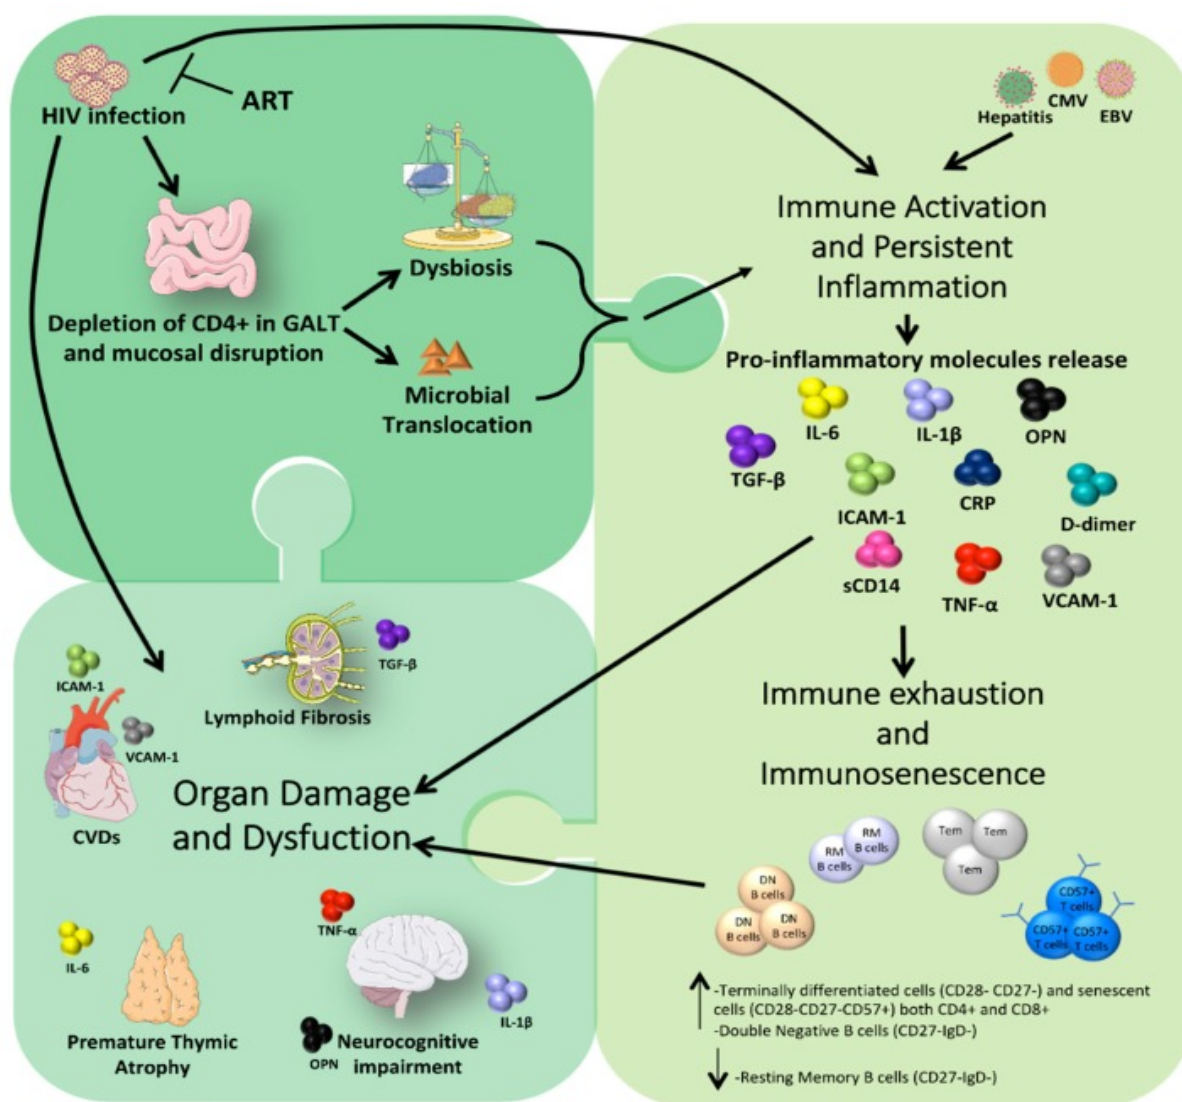 HIV infection
ART
Dysbiosis
Depletion of CD4+ in GALT
and mucosal disruption
Microbial
Translocation
Hepatitis
CMV
EBV
Immune Activation
and Persistent
Inflammation
Pro-inflammatory molecules release
IL-6
IL-1β
OPN
TGF-β
ICAM-1
CRP
D-dimer
sCD14
TNF-α
VCAM-1
Immune exhaustion
and
Immunosenescence
RM
B cells
RM
B cells
Tem
Tem
Tem
DN
B cells
DN
B cells
DN
B cells
CD57+
T cells
CD57+
T cells
CD57+
T cells
-Terminally differentiated cells (CD28- CD27-) and senescent
cells (CD28-CD27-CD57+) both CD4+ and CD8+
-Double Negative B cells (CD27-IgD-)
-Resting Memory B cells (CD27-IgD-)
TGF-β
Lymphoid Fibrosis
ICAM-1
VCAM-1
CVDs
Organ Damage
and Dysfuction
IL-6
Premature Thymic
Atrophy
TNF-α
IL-1β
OPN
Neurocognitive
impairment